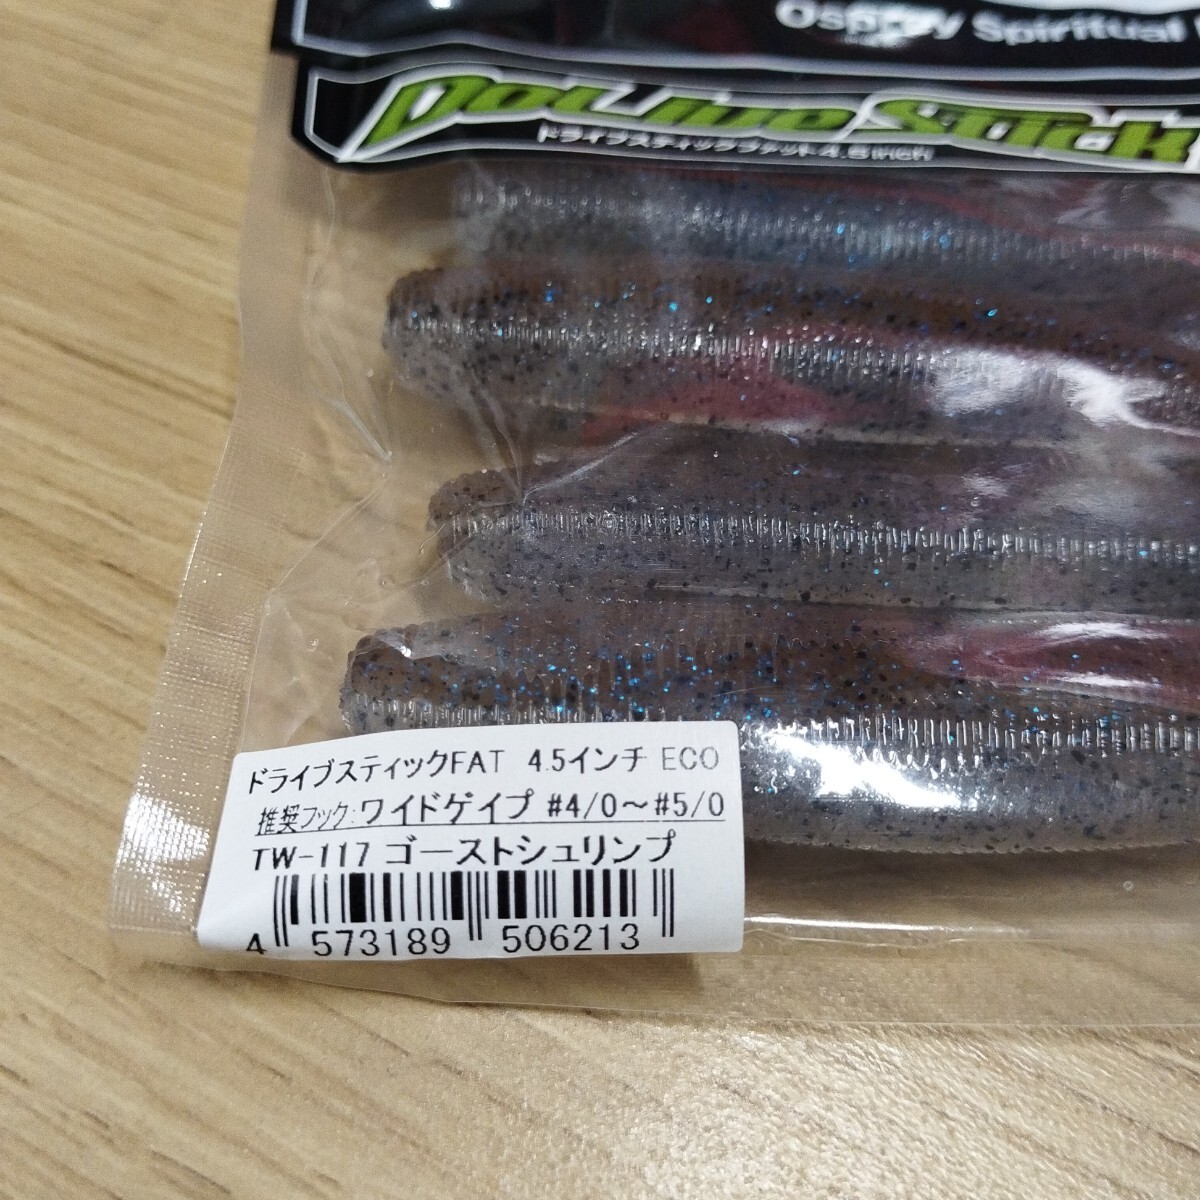 Osprey Spiritual
DoLive Stick
ドライブスティックファット4.5inch
ドライブスティックFAT 4.5インチ ECO
推奨フック:ワイドゲイプ #4/0～#5/0
TW-117 ゴーストシュリンプ
4 573189 506213